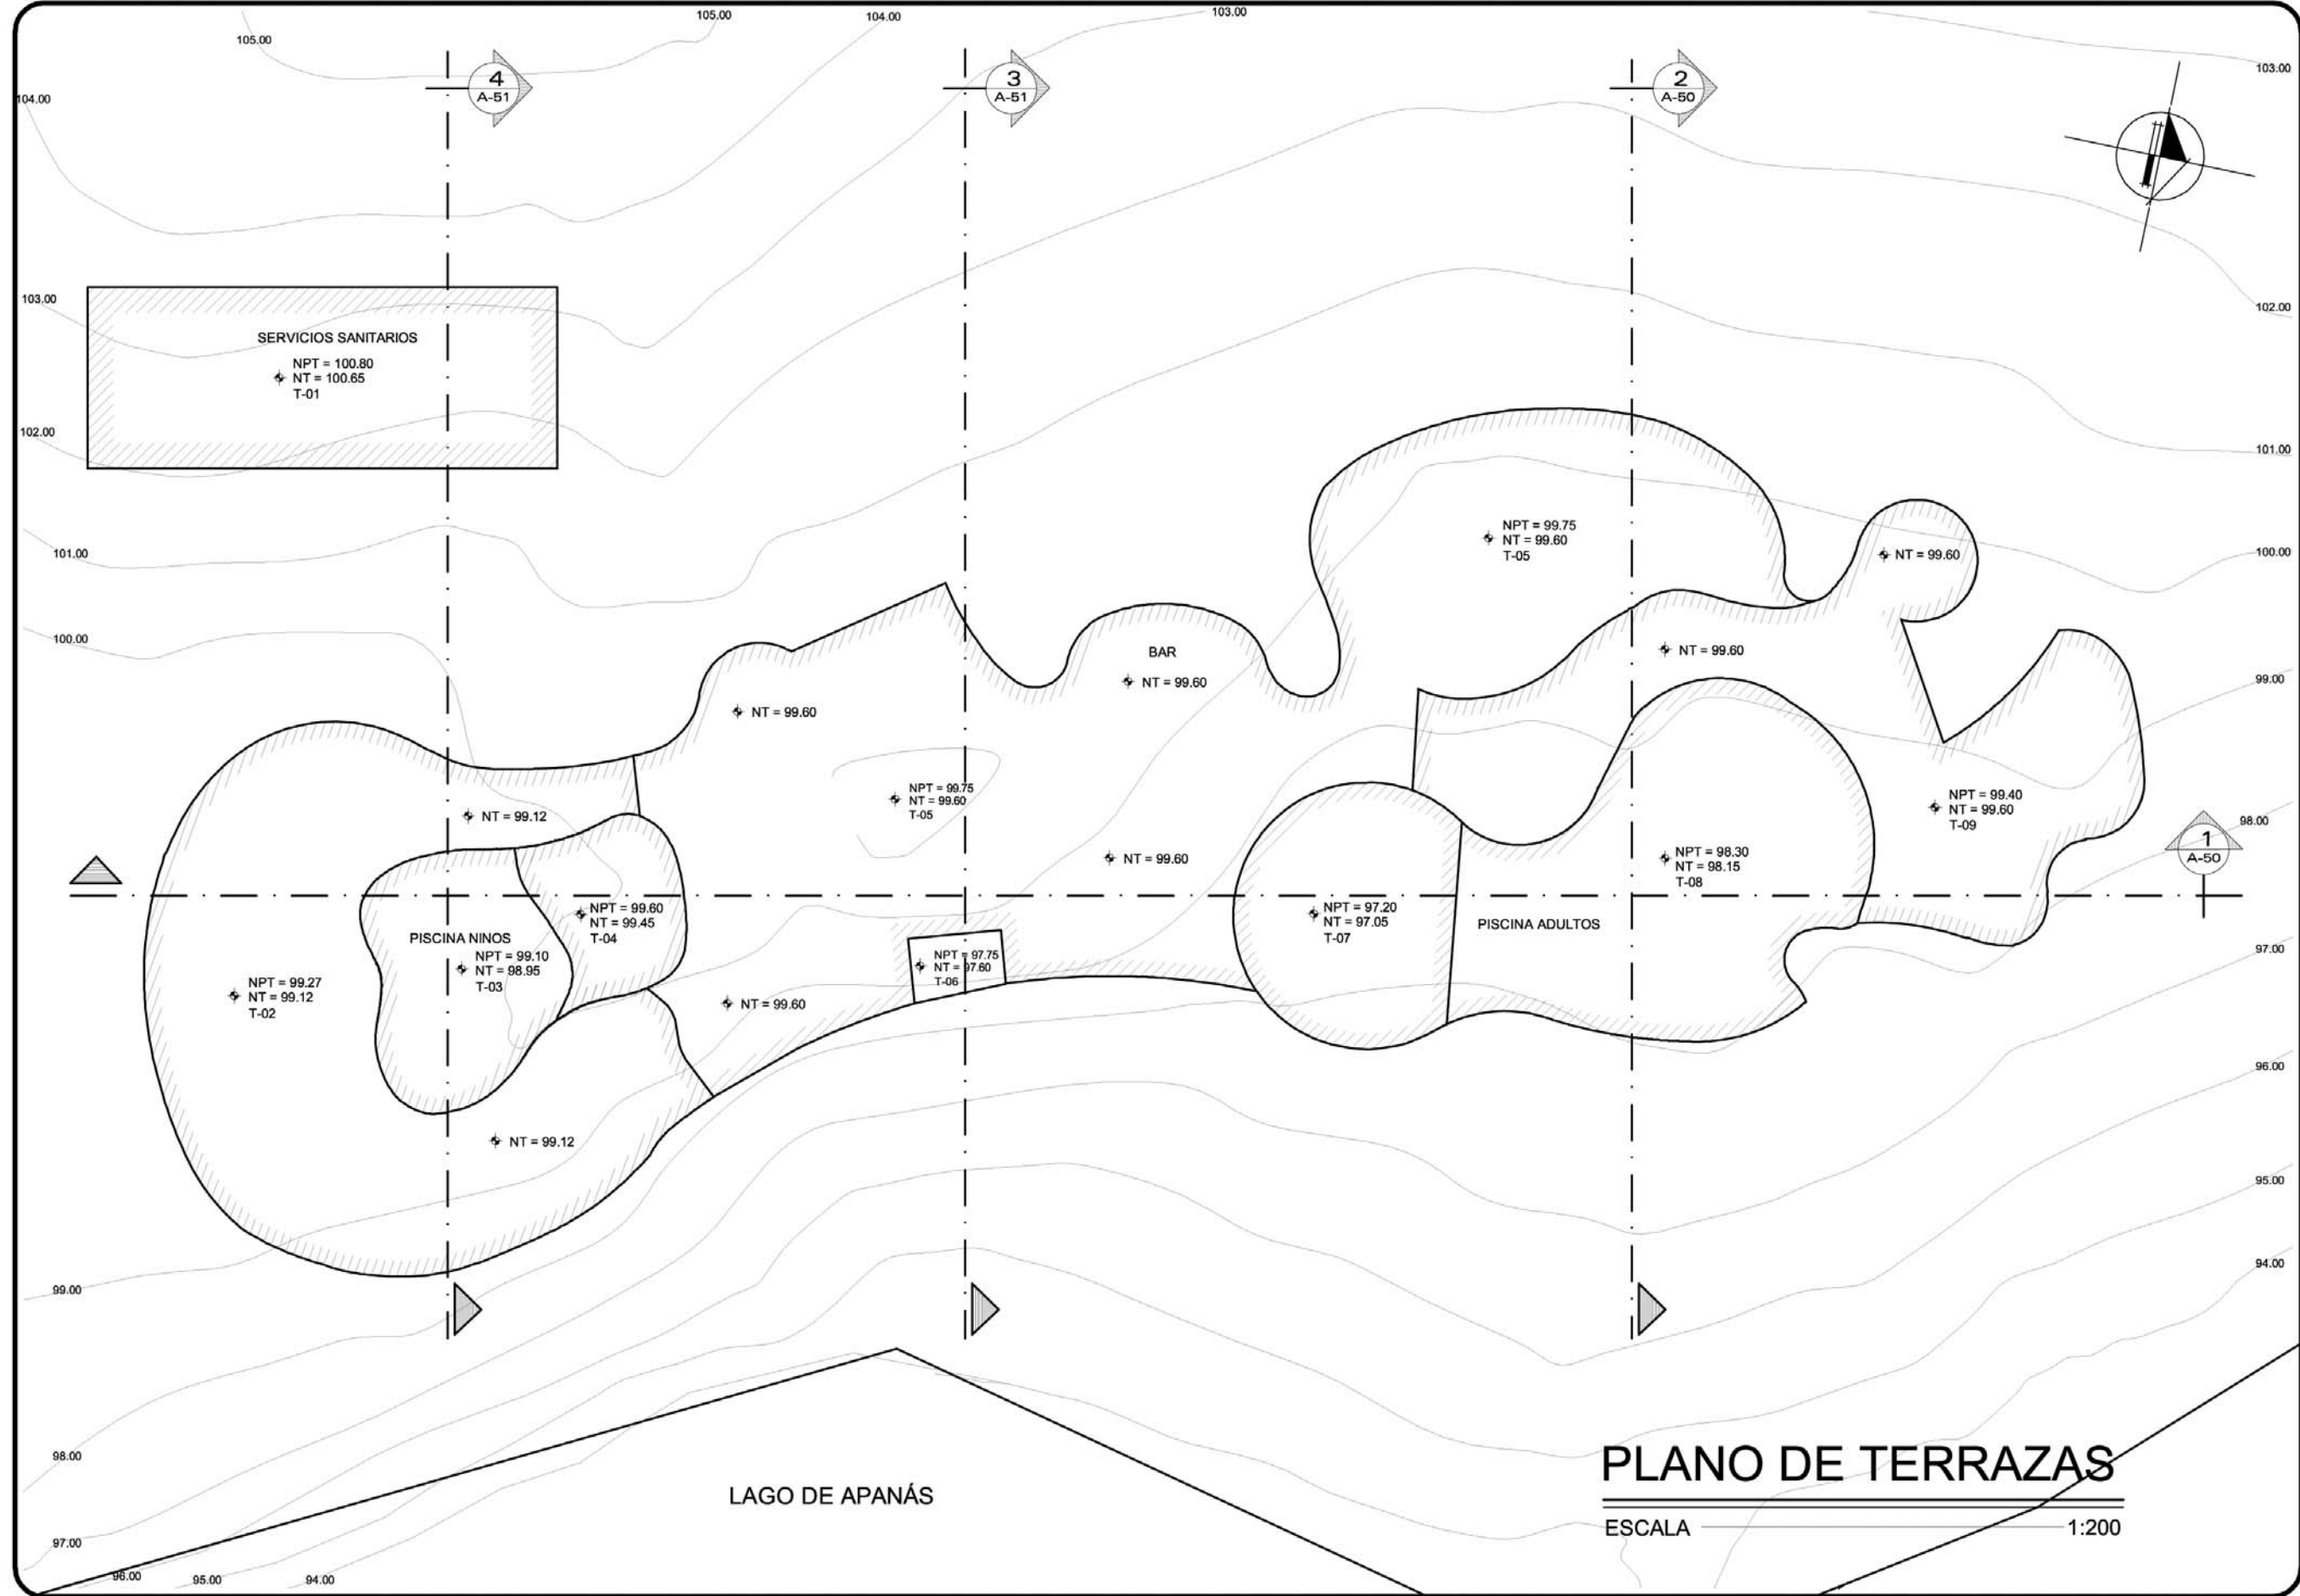 105.00
104.00
103.00
105.00
104.00
4
A-51
3
A-51
2
A-50
103.00
103.00
102.00
SERVICIOS SANITARIOS
NPT = 100.80
NT = 100.65
T-01
102.00
101.00
NPT = 99.75
NT = 99.60
T-05
NT = 99.60
101.00
100.00
100.00
BAR
NT = 99.60
NT = 99.60
99.00
NT = 99.60
NPT = 99.75
NT = 99.60
T-05
NPT = 99.40
NT = 99.60
T-09
98.00
NT = 99.12
1
A-50
NT = 99.60
NPT = 98.30
NT = 98.15
T-08
NPT = 99.60
NT = 99.45
T-04
NPT = 97.20
NT = 97.05
T-07
PISCINA ADULTOS
PISCINA NINOS
NPT = 99.10
NT = 98.95
T-03
NPT = 97.75
NT = 97.60
T-06
97.00
NPT = 99.27
NT = 99.12
T-02
NT = 99.60
96.00
NT = 99.12
95.00
94.00
99.00
98.00
LAGO DE APANÁS
PLANO DE TERRAZAS
ESCALA 1:200
97.00
96.00
95.00
94.00